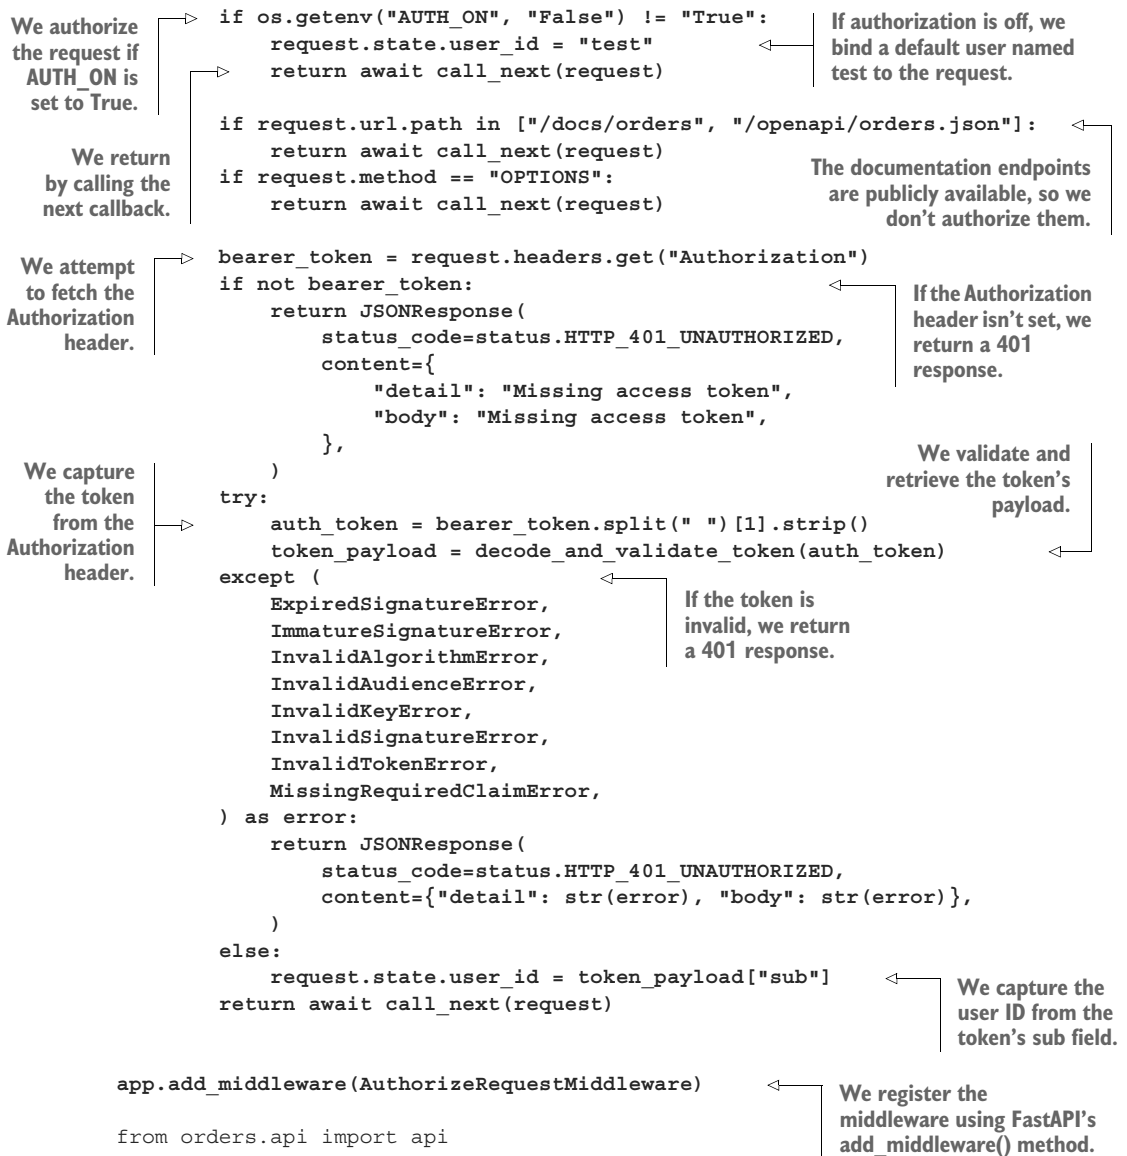 We authorize
the request if
AUTH_ON is
set to True.
if os.getenv("AUTH_ON", "False") != "True":
    request.state.user_id = "test"
    return await call_next(request)
If authorization is off, we
bind a default user named
test to the request.
We return
by calling the
next callback.
if request.url.path in ["/docs/orders", "/openapi/orders.json"]:
    return await call_next(request)
if request.method == "OPTIONS":
    return await call_next(request)
The documentation endpoints
are publicly available, so we
don't authorize them.
We attempt
to fetch the
Authorization
header.
bearer_token = request.headers.get("Authorization")
if not bearer_token:
    return JSONResponse(
        status_code=status.HTTP_401_UNAUTHORIZED,
        content={
            "detail": "Missing access token",
            "body": "Missing access token",
        },
    )
If the Authorization
header isn't set, we
return a 401
response.
We capture
the token
from the
Authorization
header.
try:
    auth_token = bearer_token.split(" ")[1].strip()
    token_payload = decode_and_validate_token(auth_token)
We validate and
retrieve the token's
payload.
except (
    ExpiredSignatureError,
    ImmatureSignatureError,
    InvalidAlgorithmError,
    InvalidAudienceError,
    InvalidKeyError,
    InvalidSignatureError,
    InvalidTokenError,
    MissingRequiredClaimError,
) as error:
If the token is
invalid, we return
a 401 response.
    return JSONResponse(
        status_code=status.HTTP_401_UNAUTHORIZED,
        content={"detail": str(error), "body": str(error)},
    )
else:
    request.state.user_id = token_payload["sub"]
return await call_next(request)
We capture the
user ID from the
token's sub field.
app.add_middleware(AuthorizeRequestMiddleware)
We register the
middleware using FastAPI's
add_middleware() method.
from orders.api import api